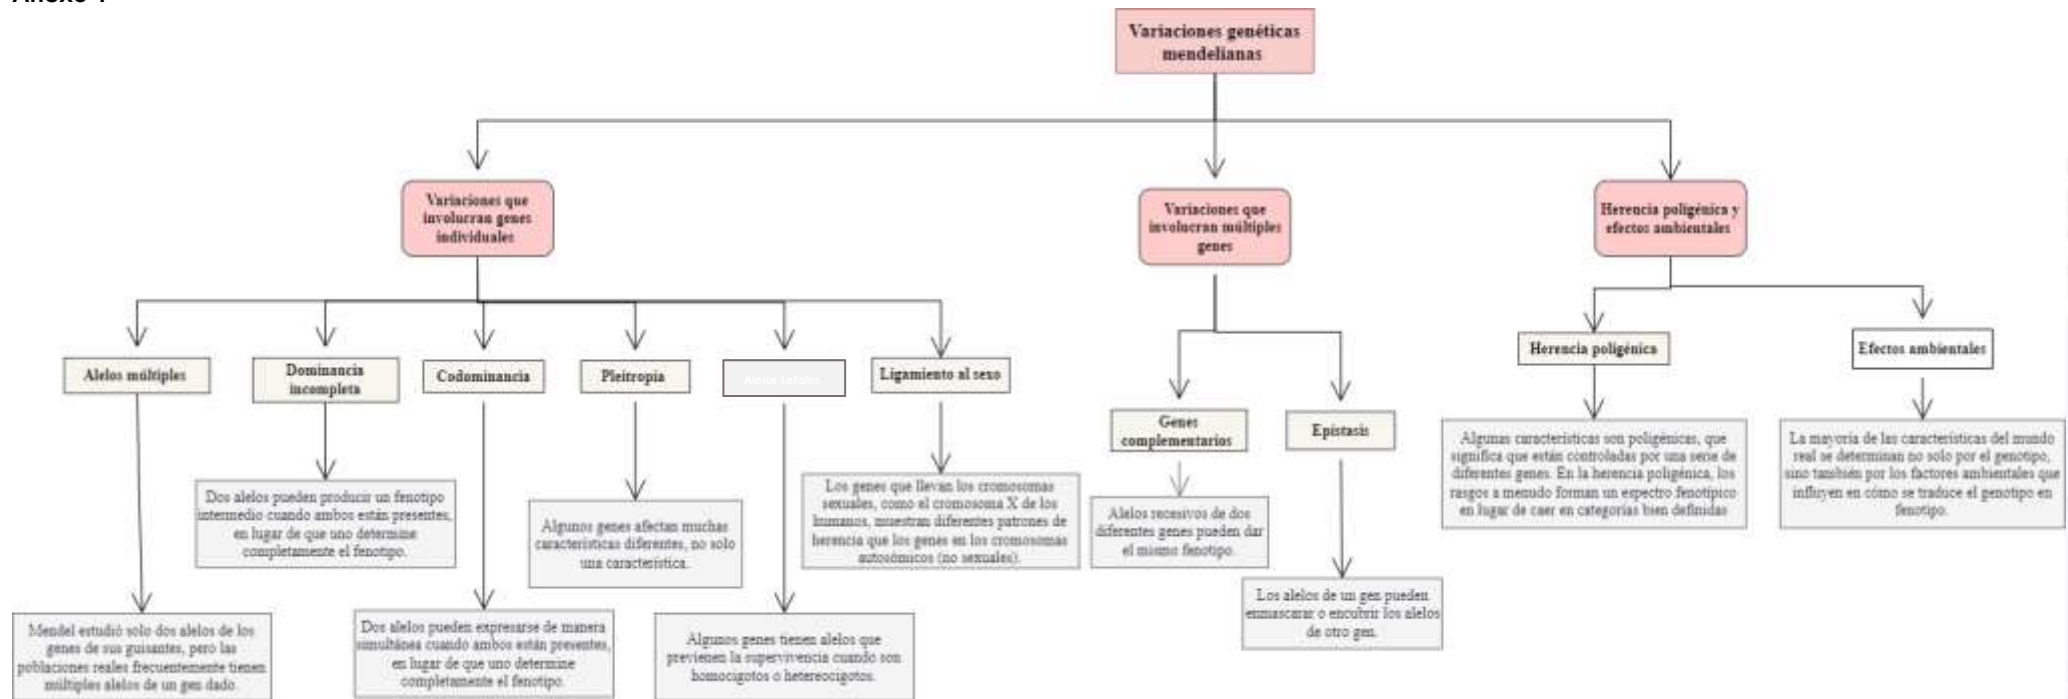 Variaciones genéticas
mendelianas
Variaciones que
involucran genes
individuales
Variaciones que
involucran múltiples
genes
Herencia poligénica y
efectos ambientales
Alelos múltiples
Dominancia
incompleta
Codominancia
Pleitropia
Alelos Letales
Ligamiento al sexo
Genes
complementarios
Epistasis
Herencia poligénica
Efectos ambientales
Mendel estudió solo dos alelos de los
genes de sus guisantes, pero las
poblaciones reales frecuentemente tienen
múltiples alelos de un gen dado.
Dos alelos pueden producir un fenotipo
intermedio cuando ambos están presentes,
en lugar de que uno determine
completamente el fenotipo.
Dos alelos pueden expresarse de manera
simultánea cuando ambos están presentes,
en lugar de que uno determine
completamente el fenotipo.
Algunos genes afectan muchas
características diferentes, no solo
una característica.
Algunos genes tienen alelos que
previenen la supervivencia cuando son
homocigotos o hetereocigotos.
Los genes que llevan los cromosomas
sexuales, como el cromosoma X de los
humanos, muestran diferentes patrones de
herencia que los genes en los cromosomas
autosómicos (no sexuales).
Alelos recesivos de dos
diferentes genes pueden dar
el mismo fenotipo.
Los alelos de un gen pueden
enmascarar o encubrir los alelos
de otro gen.
Algunas características son poligénicas, que
significa que están controladas por una serie de
diferentes genes. En la herencia poligénica, los
rasgos a menudo forman un espectro fenotípico
en lugar de caer en categorías bien definidas
La mayoría de las características del mundo
real se determinan no solo por el genotipo,
sino también por los factores ambientales que
influyen en cómo se traduce el genotipo en
fenotipo.